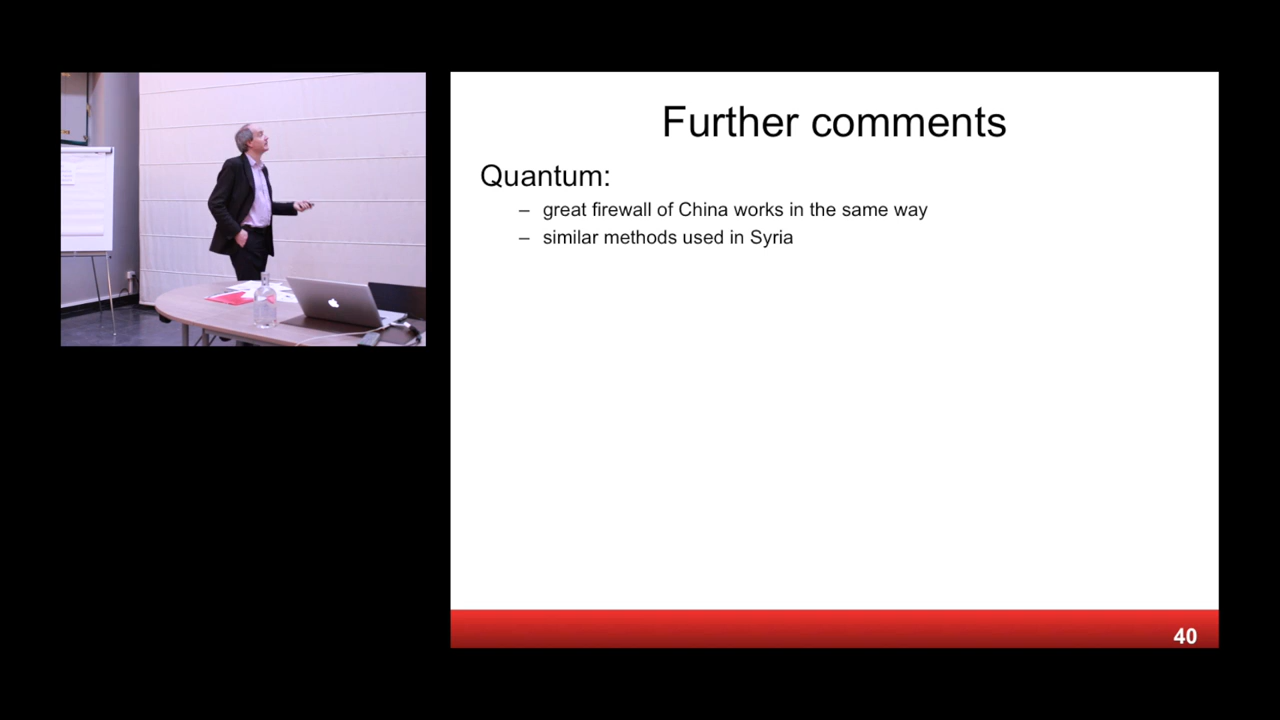 Further comments
Quantum:
– great firewall of China works in the same way
– similar methods used in Syria
40